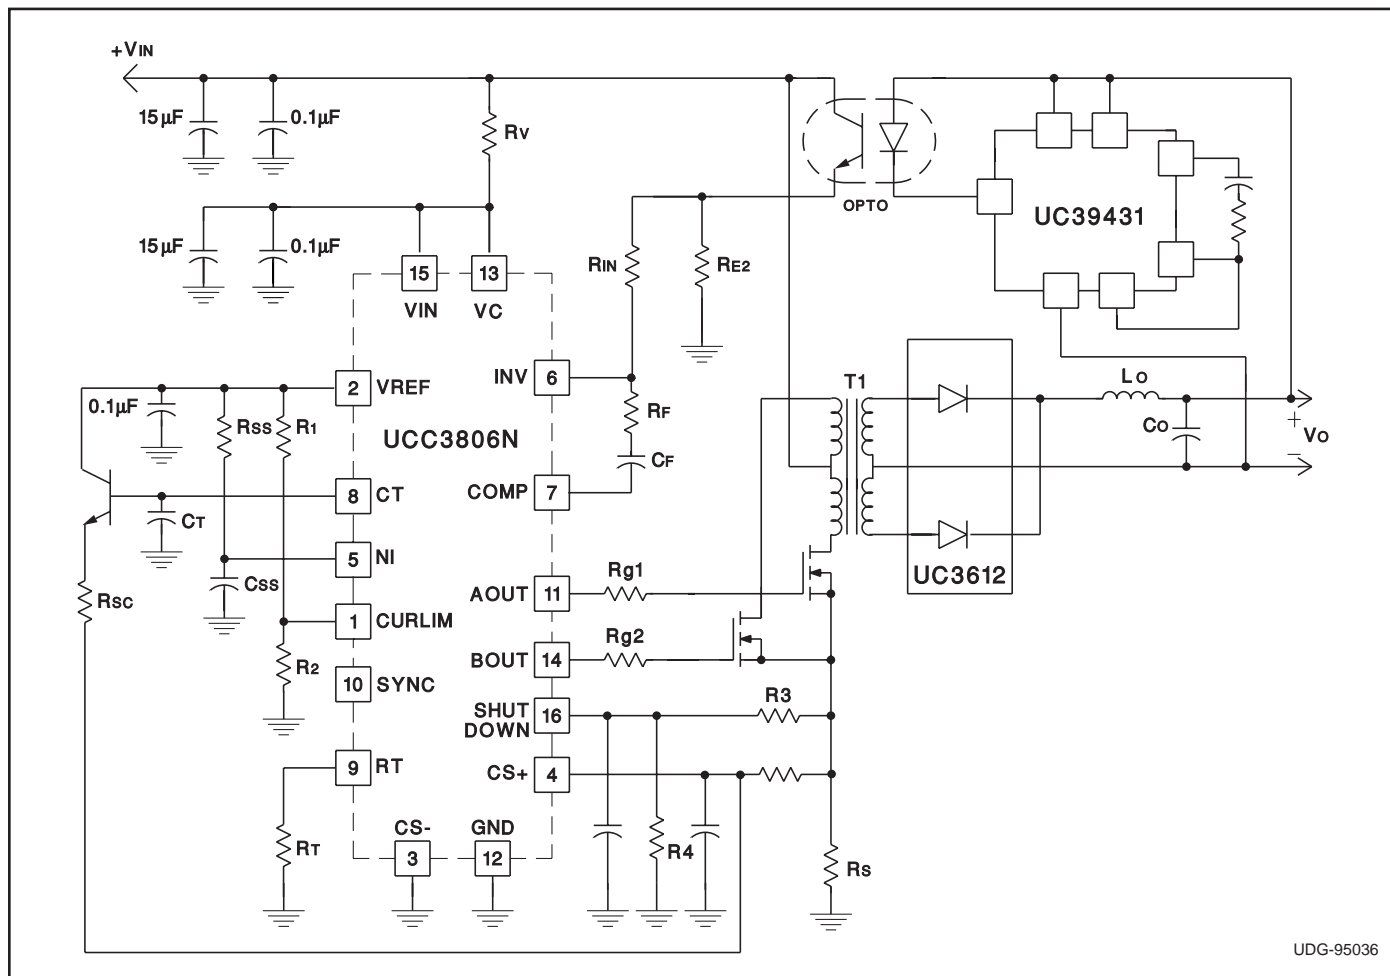 +VIN
15µF
0.1µF
RV
15µF
0.1µF
OPTO
UC39431
RIN
RE2
15
13
VIN
VC
2
VREF
INV
6
0.1µF
RSS
R1
UCC3806N
RF
CF
T1
LO
CO
+
VO
–
8
CT
COMP
7
CT
5
NI
CSS
UC3612
RSC
AOUT
11
Rg1
1
CURLIM
BOUT
14
Rg2
R2
10
SYNC
SHUT
DOWN
16
R3
9
RT
CS+
4
RT
CS-
GND
3
12
R4
RS
UDG-95036